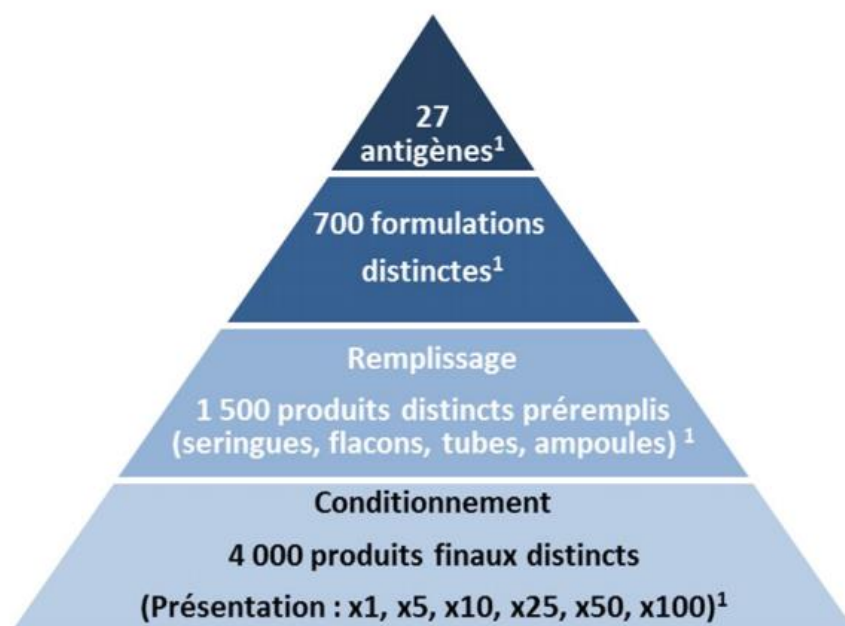 27
antigènes¹
700 formulations
distinctes¹
Remplissage
1 500 produits distincts préremplis
(seringues, flacons, tubes, ampoules) ¹
Conditionnement
4 000 produits finaux distincts
(Présentation : x1, x5, x10, x25, x50, x100)¹